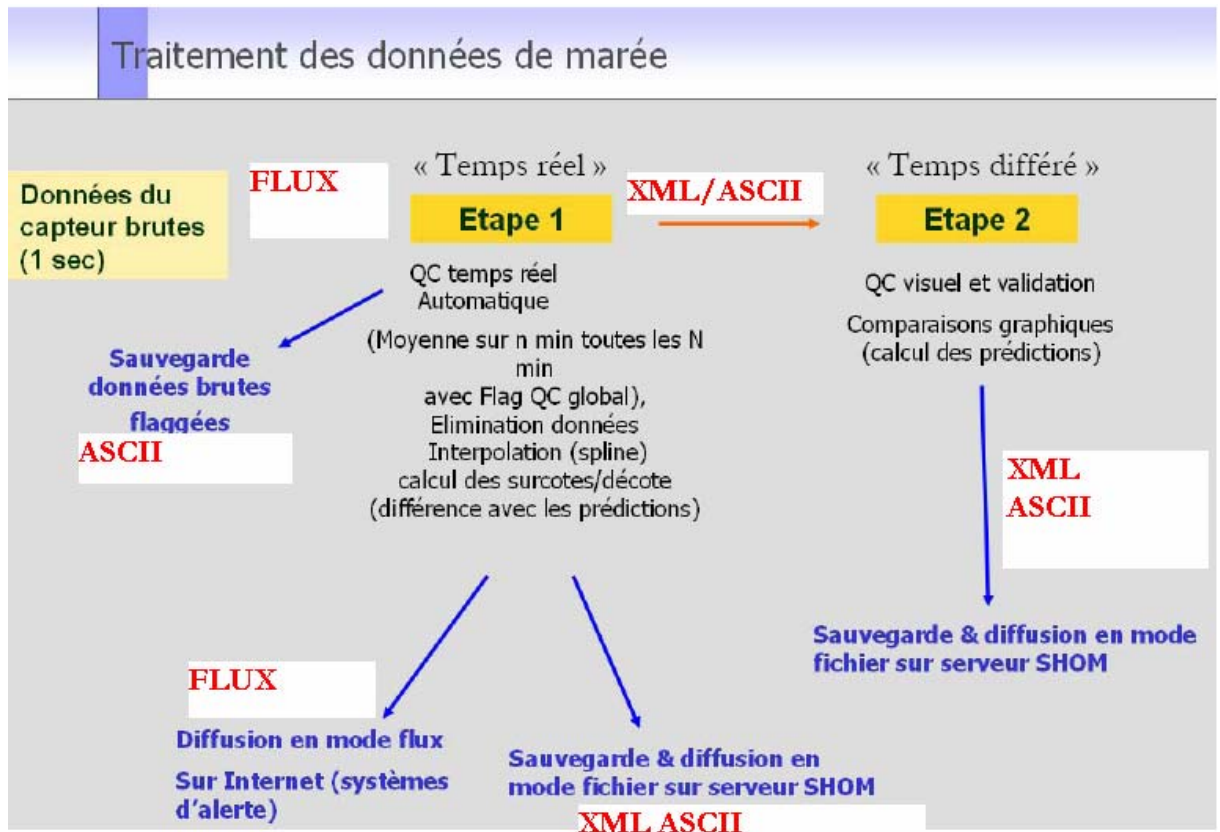 Traitement des données de marée
Données du
capteur brutes
(1 sec)
FLUX
« Temps réel »
Etape 1
XML/ASCII
« Temps différé »
Etape 2
QC temps réel
Automatique
(Moyenne sur n min toutes les N
min
avec Flag QC global),
Elimination données
Interpolation (spline)
calcul des surcotes/décote
(différence avec les prédictions)
QC visuel et validation
Comparaisons graphiques
(calcul des prédictions)
Sauvegarde
données brutes
flaggées
ASCII
XML
ASCII
Sauvegarde & diffusion en mode
fichier sur serveur SHOM
FLUX
Diffusion en mode flux
Sur Internet (systèmes
d'alerte)
Sauvegarde & diffusion en
mode fichier sur serveur SHOM
XML ASCII